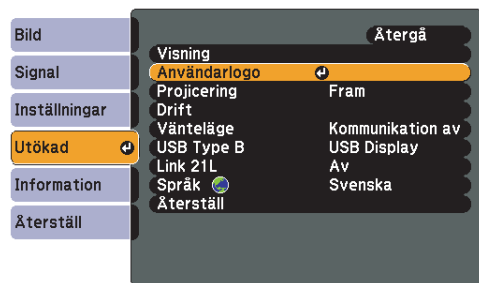 Bild
Signal
Inställningar
Utökad
Information
Återställ
Återgå
Visning
Användarlogo
Projicering Fram
Drift
Vänteläge Kommunikation av
USB Type B USB Display
Link 21L Av
Språk Svenska
Återställ